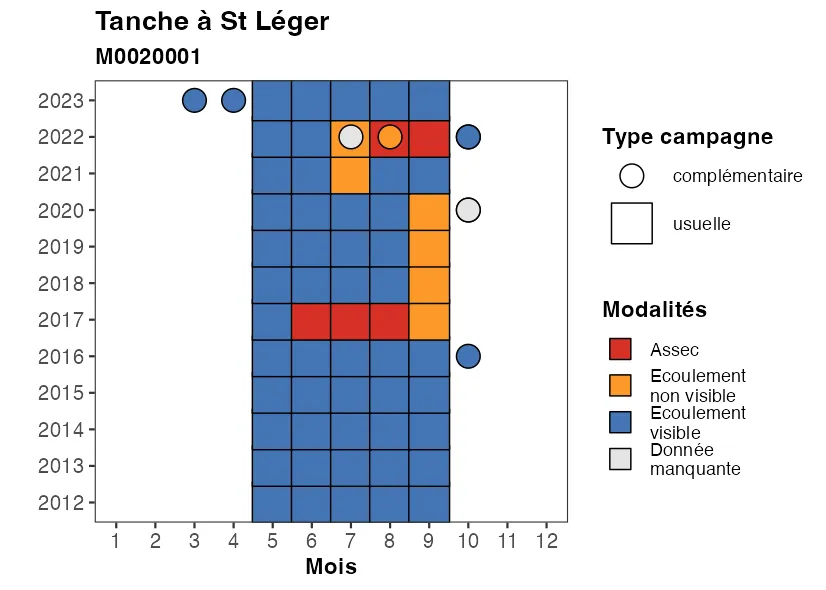 Tanche à St Léger
M0020001
2023
2022
2021
2020
2019
2018
2017
2016
2015
2014
2013
2012
1 2 3 4 5 6 7 8 9 10 11 12
Mois
Type campagne
complémentaire
usuelle
Modalités
Assec
Ecoulement
non visible
Ecoulement
visible
Donnée
manquante